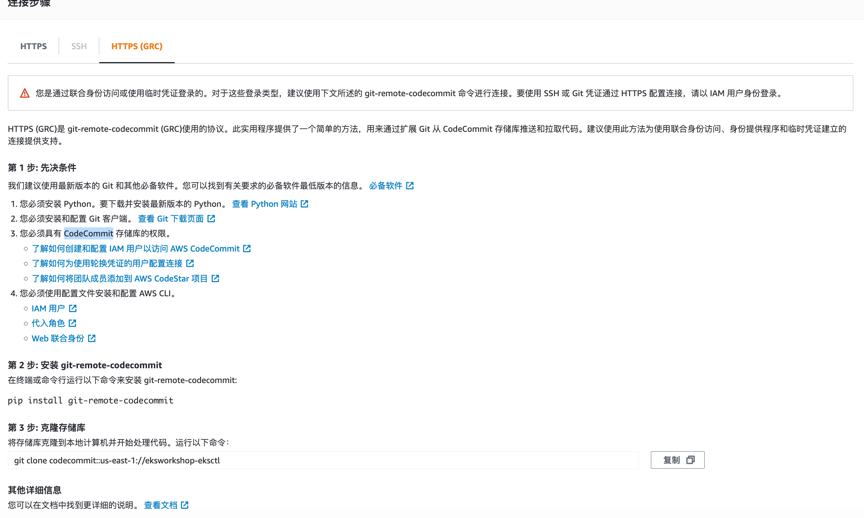 连接步骤
HTTPS
SSH
HTTPS (GRC)
您是通过联合身份访问或使用临时凭证登录的。对于这些登录类型，建议使用下文所述的 git-remote-codecommit 命令进行连接。要使用 SSH 或 Git 凭证通过 HTTPS 配置连接，请以 IAM 用户身份登录。
HTTPS (GRC)是 git-remote-codecommit (GRC)使用的协议。此实用程序提供了一个简单的方法，用来通过扩展 Git 从 CodeCommit 存储库推送和拉取代码。建议使用此方法为使用联合身份访问、身份提供程序和临时凭证建立的
连接提供支持。
第 1 步: 先决条件
我们建议使用最新版本的 Git 和其他必备软件。您可以找到有关要求的必备软件最低版本的信息。 必备软件
1. 您必须安装 Python。要下载并安装最新版本的 Python。 查看 Python 网站
2. 您必须安装和配置 Git 客户端。 查看 Git 下载页面
3. 您必须具有 CodeCommit 存储库的权限。
了解如何创建和配置 IAM 用户以访问 AWS CodeCommit
了解如何为使用轮换凭证的用户配置连接
了解如何将团队成员添加到 AWS CodeStar 项目
4. 您必须使用配置文件安装和配置 AWS CLI。
IAM 用户
代入角色
Web 联合身份
第 2 步: 安装 git-remote-codecommit
在终端或命令行运行以下命令来安装 git-remote-codecommit:
pip install git-remote-codecommit
第 3 步: 克隆存储库
将存储库克隆到本地计算机并开始处理代码。运行以下命令：
git clone codecommit::us-east-1://eksworkshop-eksctl
复制
其他详细信息
您可以在文档中找到更详细的说明。 查看文档